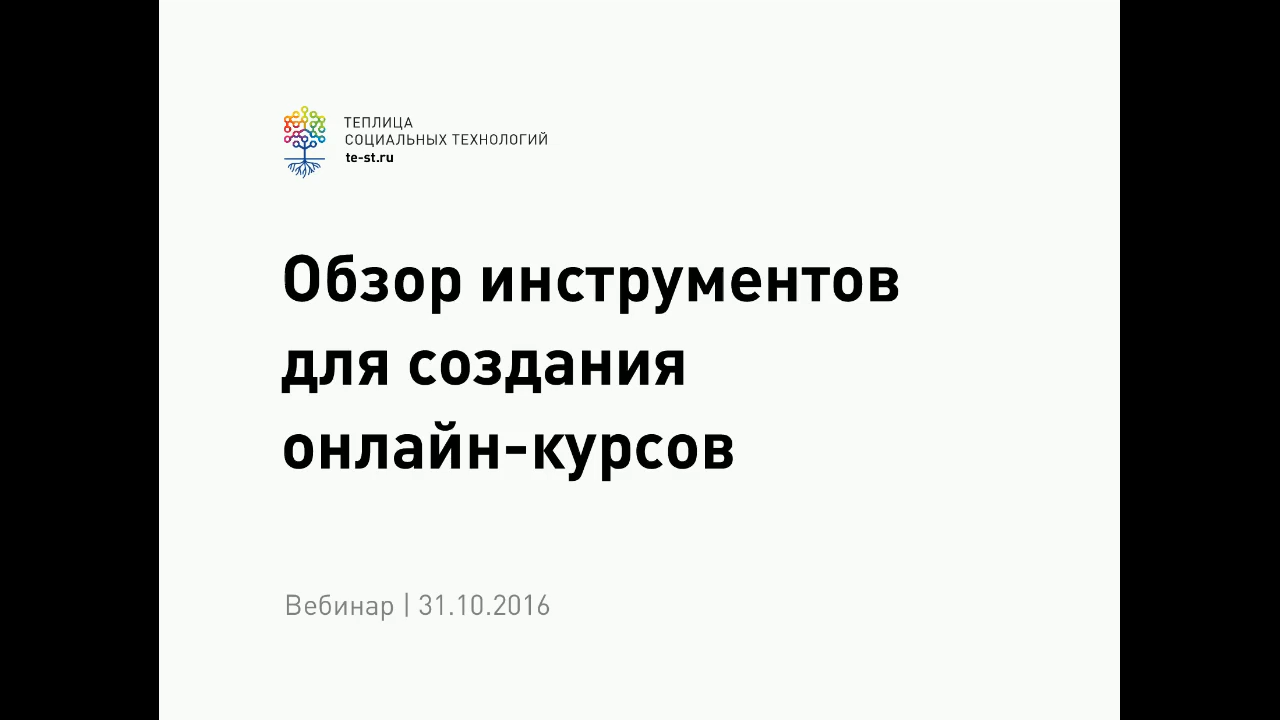 ТЕПЛИЦА
СОЦИАЛЬНЫХ ТЕХНОЛОГИЙ
te-st.ru
Обзор инструментов
для создания
онлайн-курсов
Вебинар | 31.10.2016